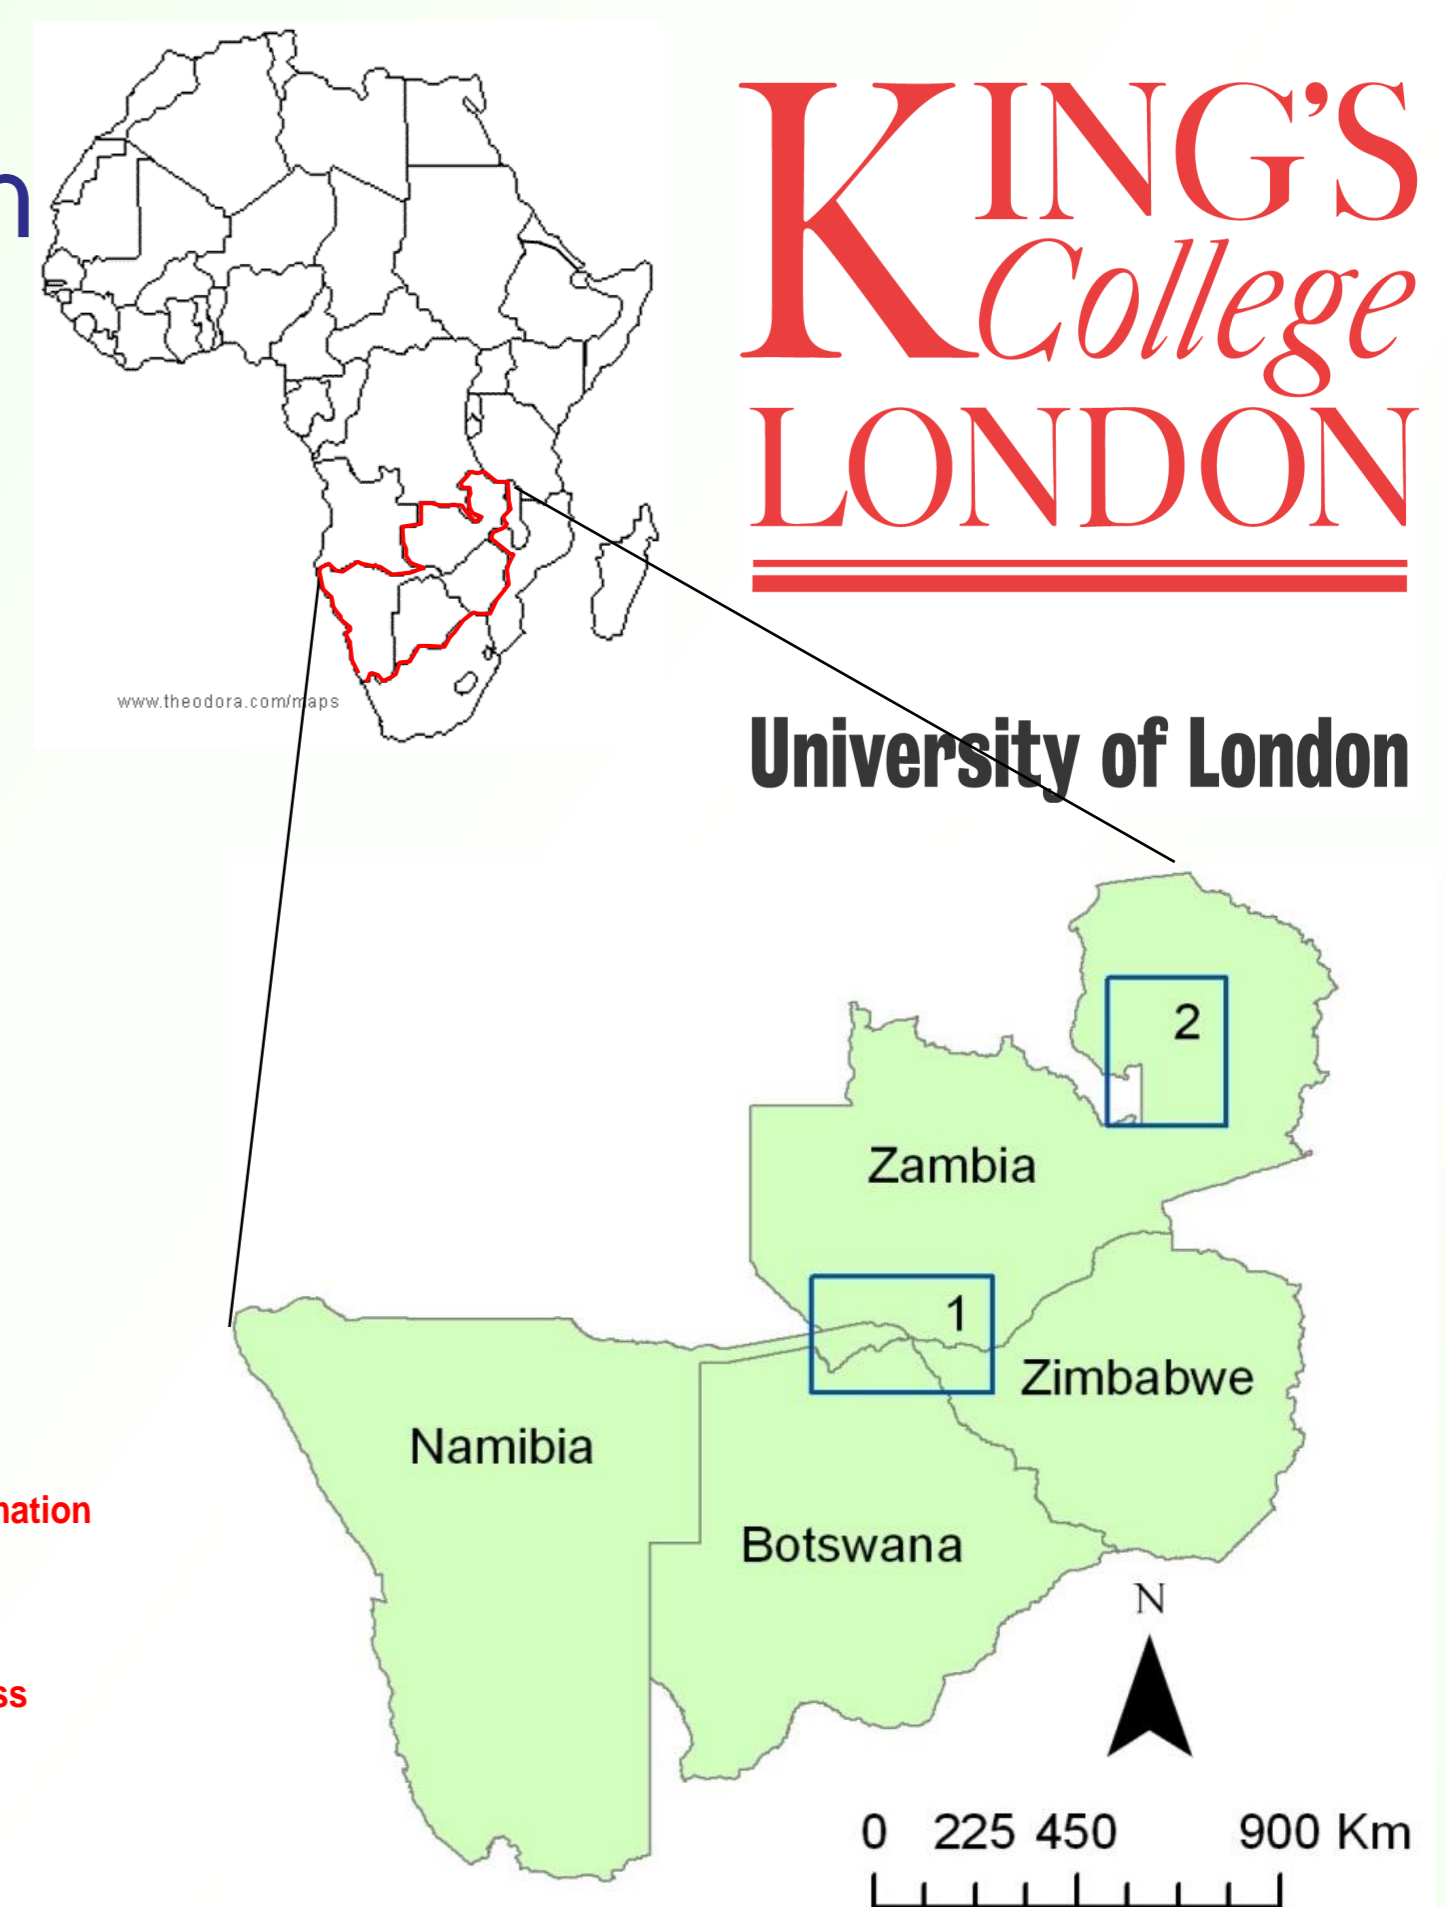 KING'S
College
LONDON
www.theodora.com/maps
University of London
2
Zambia
1
Zimbabwe
Namibia
Botswana
N
0 225 450 900 Km